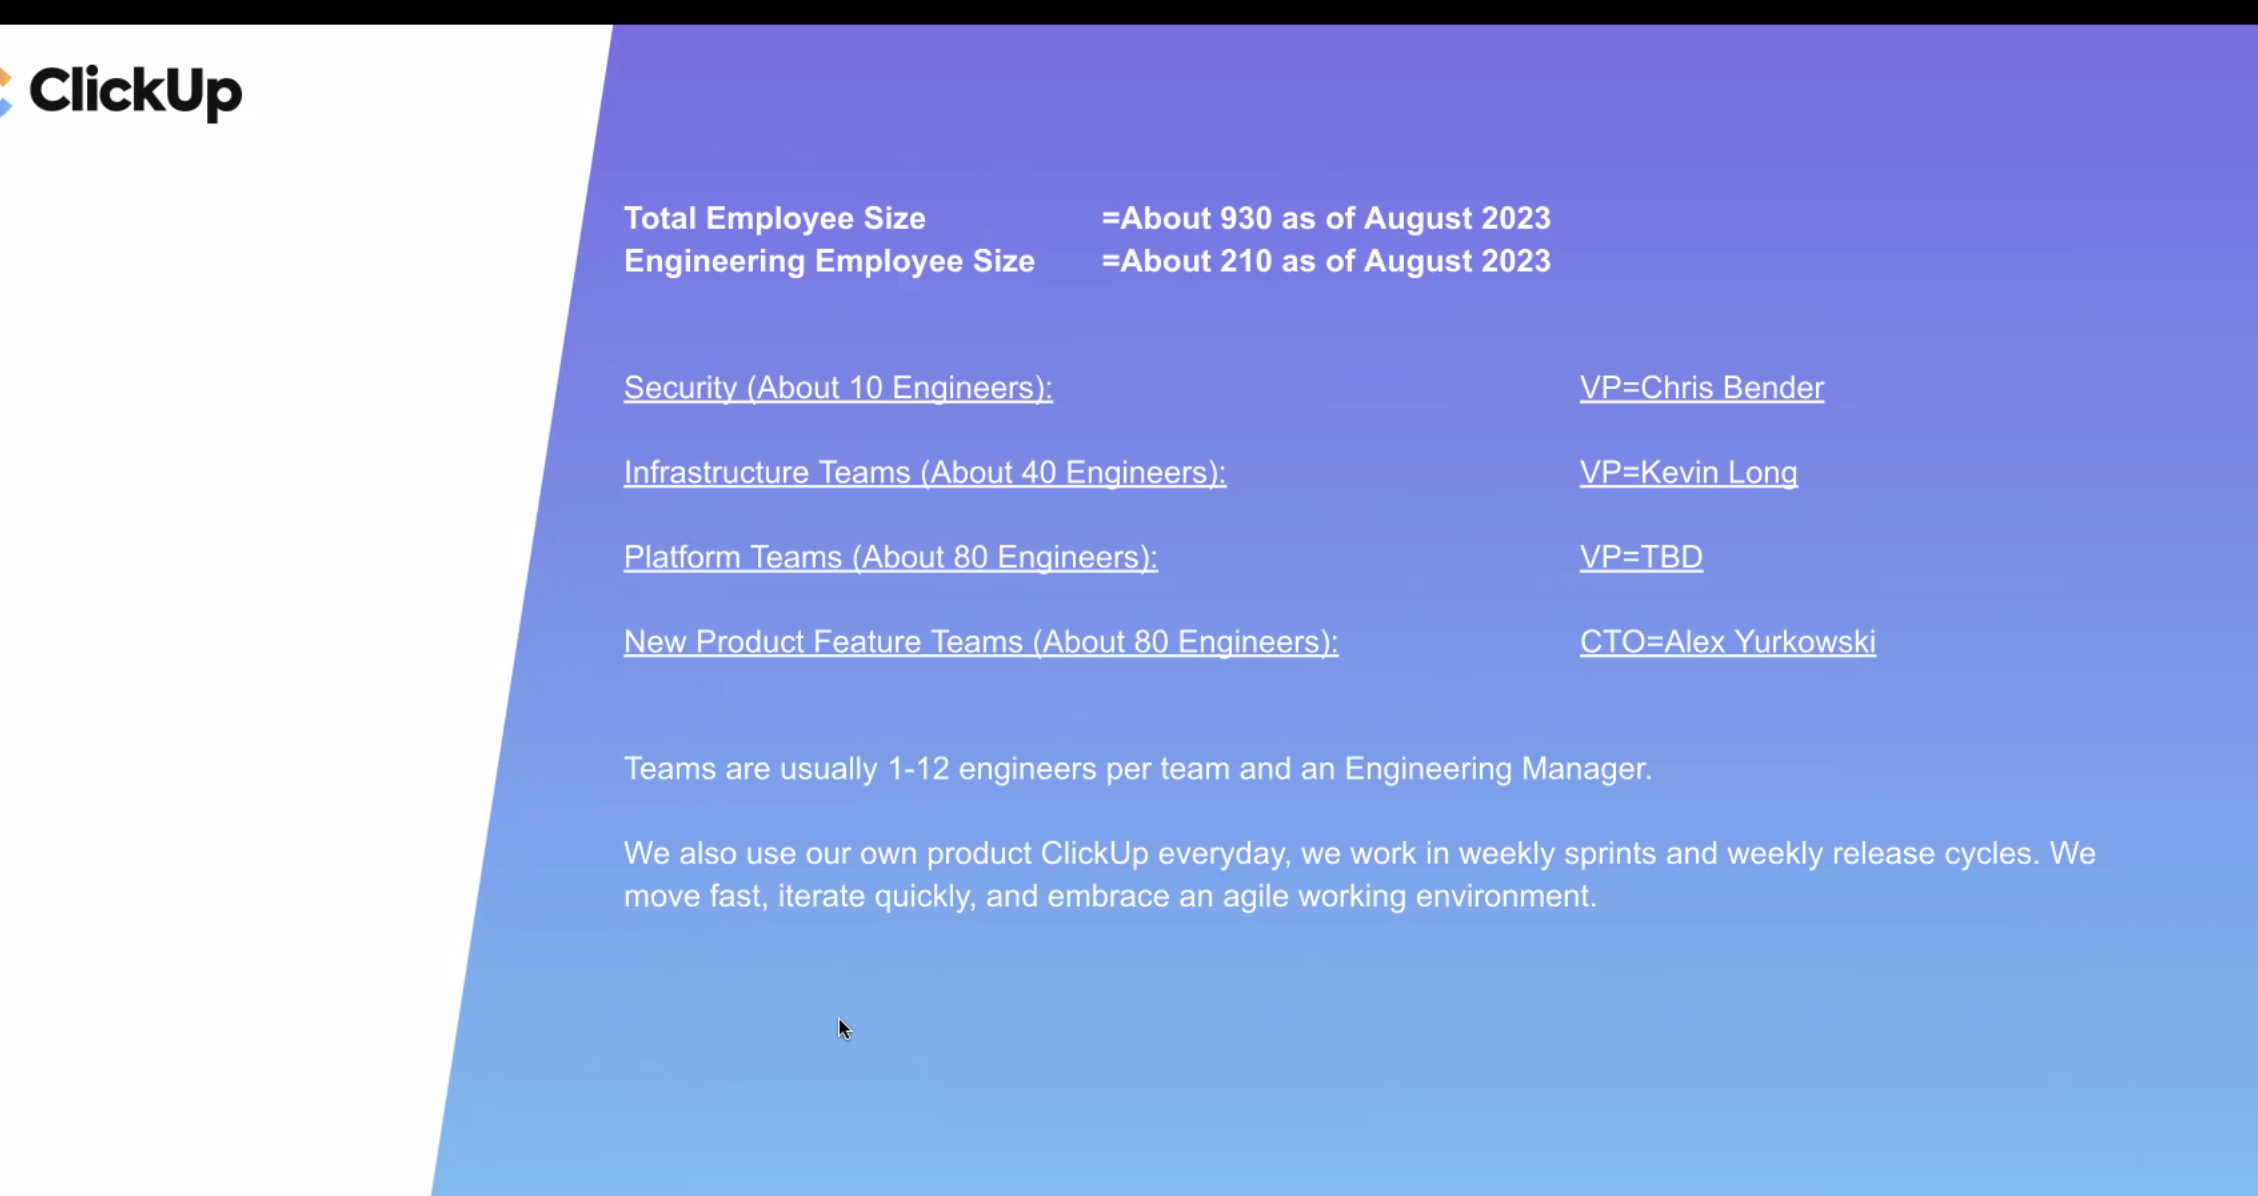 ClickUp
Total Employee Size =About 930 as of August 2023
Engineering Employee Size =About 210 as of August 2023
Security (About 10 Engineers): VP=Chris Bender
Infrastructure Teams (About 40 Engineers): VP=Kevin Long
Platform Teams (About 80 Engineers): VP=TBD
New Product Feature Teams (About 80 Engineers): CTO=Alex Yurkowski
Teams are usually 1-12 engineers per team and an Engineering Manager.
We also use our own product ClickUp everyday, we work in weekly sprints and weekly release cycles. We
move fast, iterate quickly, and embrace an agile working environment.